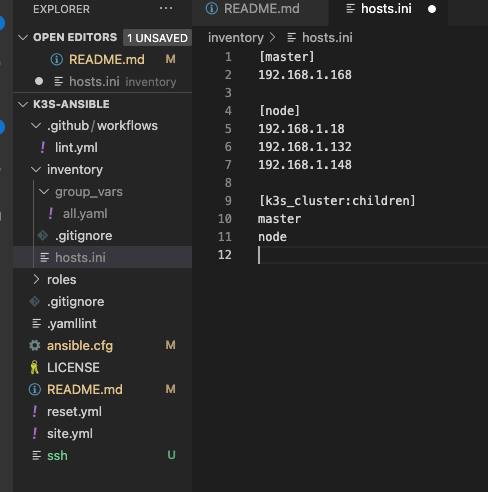 EXPLORER
···
OPEN EDITORS 1 UNSAVED
README.md M
hosts.ini inventory
K3S-ANSIBLE
.github/workflows
lint.yml
inventory
group_vars
all.yaml
.gitignore
hosts.ini
roles
.gitignore
.yamllint
ansible.cfg M
LICENSE
README.md M
reset.yml
site.yml
ssh U
README.md hosts.ini
inventory > hosts.ini
1 [master]
2 192.168.1.168
3
4 [node]
5 192.168.1.18
6 192.168.1.132
7 192.168.1.148
8
9 [k3s_cluster:children]
10 master
11 node
12